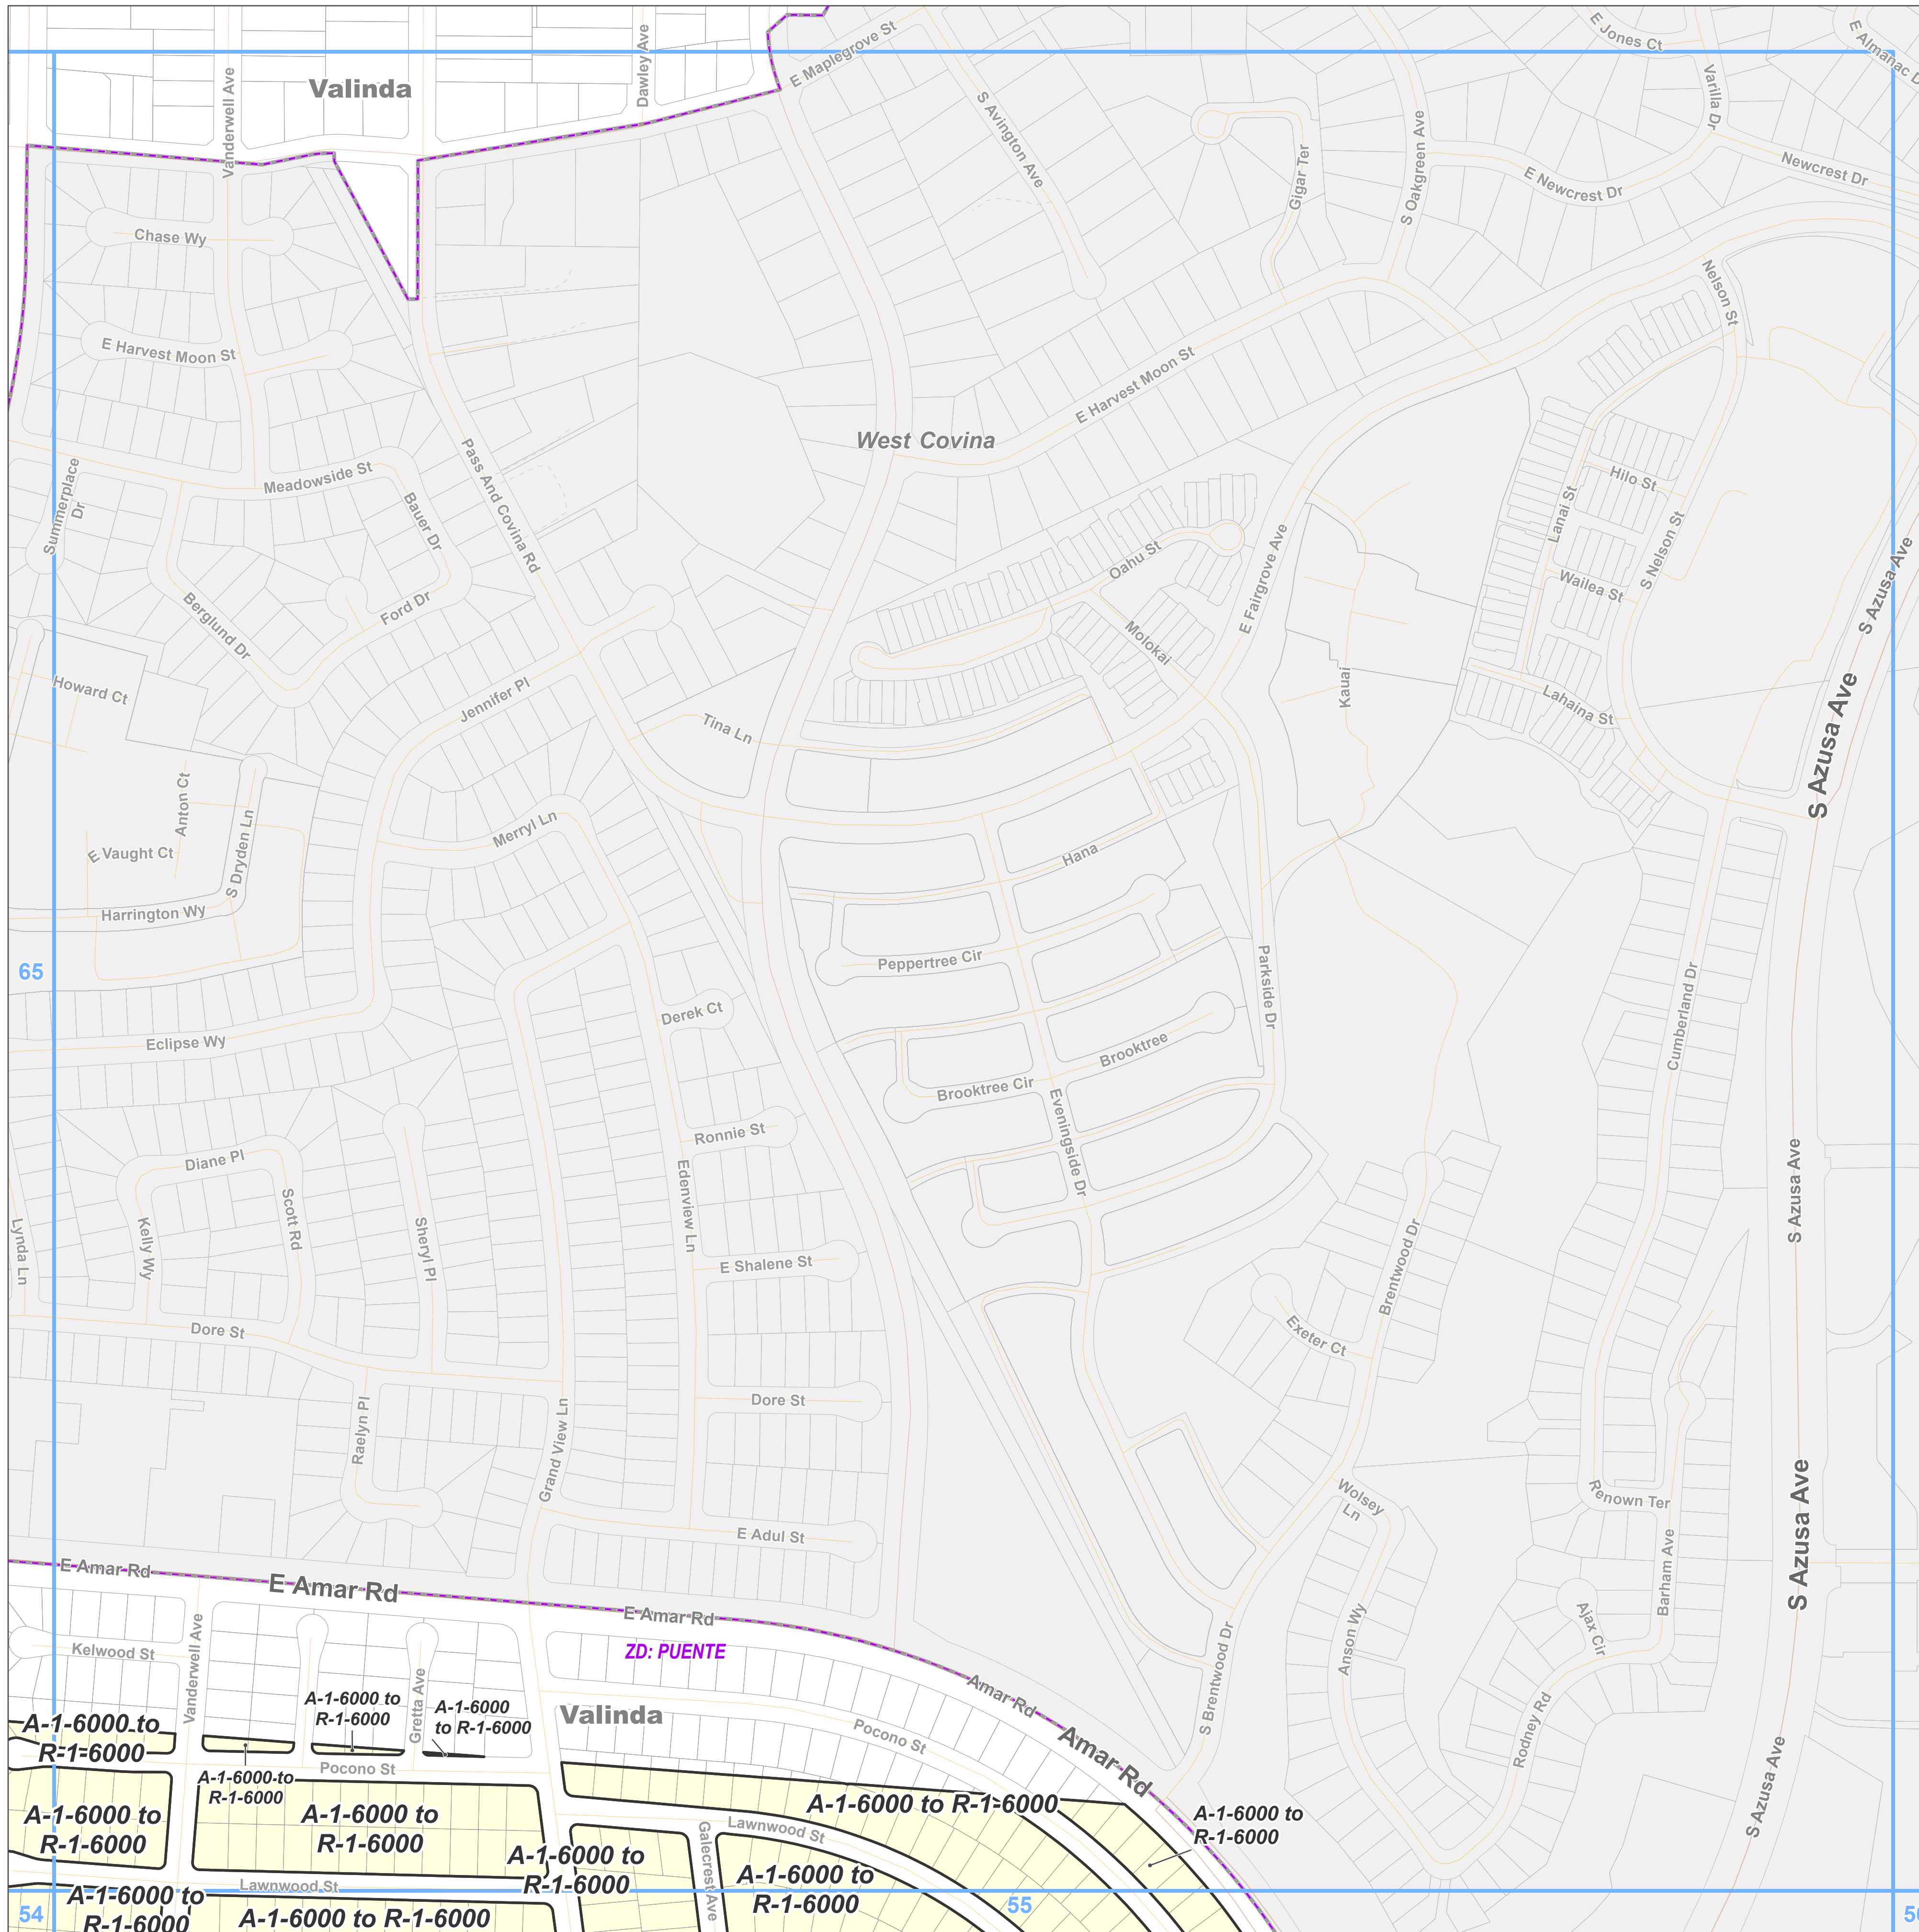 E Jones Ct
E Almanac D
E Maplegrove St
Dawley Ave
Vanderwell Ave
Valinda
S Avington Ave
Varilla Dr
Gigar Ter
S Oakgreen Ave
E Newcrest Dr
Newcrest Dr
Chase Wy
Nelson St
E Harvest Moon St
E Harvest Moon St
West Covina
Summerplace
Dr
Meadowside St
Bauer Dr
Pass And Covina Rd
Hilo St
Lanai St
S Nelson St
Wailea St
S Azusa Ave
Oahu St
E Fairgrove Ave
Berglund Dr
Ford Dr
Molokai
Kauai
Howard Ct
Jennifer Pl
Tina Ln
Lahaina St
S Azusa Ave
Anton Ct
S Dryden Ln
E Vaught Ct
Merryl Ln
Hana
Harrington Wy
65
Peppertree Cir
Parkside Dr
Cumberland Dr
Derek Ct
Eclipse Wy
Brooktree
Brooktree Cir
Eveningside Dr
Ronnie St
Diane Pl
Scott Rd
Kelly Wy
Lynda Ln
Sheryl Pl
Edenview Ln
E Shalene St
S Azusa Ave
Brentwood Dr
Exeter Ct
Dore St
Dore St
Raelyn Pl
Grand View Ln
Wolsey
Ln
Renown Ter
S Azusa Ave
E Adul St
Barham Ave
E Amar Rd
E Amar Rd
E Amar Rd
ZD: PUENTE
Anson Wy
Ajax Cir
Kelwood St
Vanderwell Ave
Gretta Ave
S Brentwood Dr
Amar Rd
Valinda
Pocono St
Rodney Rd
Amar Rd
A-1-6000 to
R-1-6000
A-1-6000 to
R-1-6000
A-1-6000
to R-1-6000
Pocono St
A-1-6000 to
R-1-6000
S Azusa Ave
A-1-6000 to
R-1-6000
A-1-6000 to
R-1-6000
A-1-6000 to R-1-6000
A-1-6000 to
R-1-6000
Lawnwood St
Galecrest Ave
A-1-6000 to
R-1-6000
A-1-6000 to
R-1-6000
Lawnwood St
A-1-6000 to
R-1-6000
A-1-6000 to R-1-6000
54
55